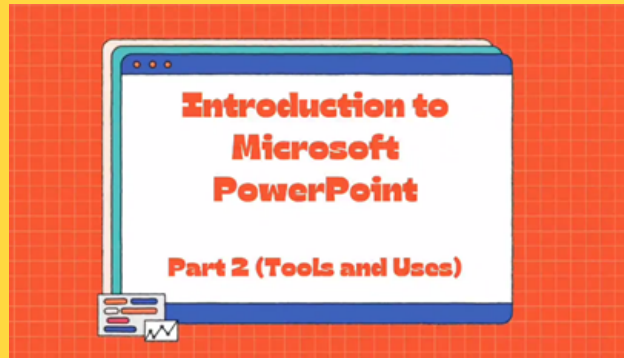 Introduction to
Microsoft
PowerPoint
Part 2 (Tools and Uses)